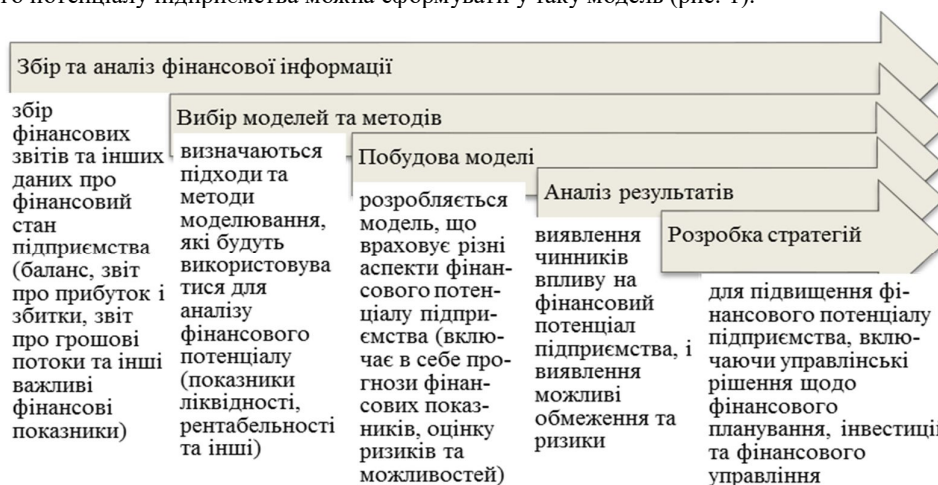 го потенціалу підприємства можна сформувати у таку модель (рис. 1).
Збір та аналіз фінансової інформації
збір
фінансових
звітів та інших
даних про
фінансовий
стан
підприємства
(баланс, звіт
про прибуток і
збитки, звіт
про грошові
потоки та інші
важливі
фінансові
показники)
Вибір моделей та методів
визначаються
підходи та
методи
моделювання,
які будуть
використовува
тися для
аналізу
фінансового
потенціалу
(показники
ліквідності,
рентабельності
та інші)
Побудова моделі
розробляється
модель, що
враховує різні
аспекти фінан-
сового потен-
ціалу підпри-
ємства (вклю-
чає в себе про-
гнози фінан-
сових показ-
ників, оцінку
ризиків та
можливостей)
Аналіз результатів
виявлення
чинників
впливу на
фінансовий
потенціал
підприємства, і
виявлення
можливі
обмеження та
ризики
Розробка стратегій
для підвищення фі-
нансового потенціалу
підприємства, вклю-
чаючи управлінські
рішення щодо
фінансового
планування, інвестицій
та фінансового
управління